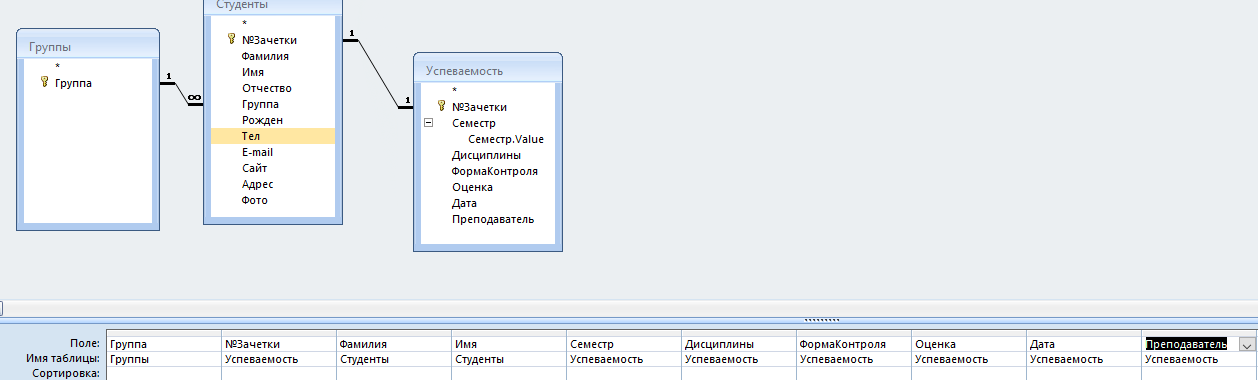 Студенты
*
№Зачетки
Фамилия
Имя
Отчество
Группа
Рожден
Тел
E-mail
Сайт
Адрес
Фото
Группы
*
Группа
1
∞
1
1
Успеваемость
*
№Зачетки
Семестр
Семестр.Value
Дисциплины
ФормаКонтроля
Оценка
Дата
Преподаватель
Поле: Группа №Зачетки Фамилия Имя Семестр Дисциплины ФормаКонтроля Оценка Дата Преподаватель
Имя таблицы: Группы Успеваемость Студенты Студенты Успеваемость Успеваемость Успеваемость Успеваемость Успеваемость Успеваемость
Сортировка: